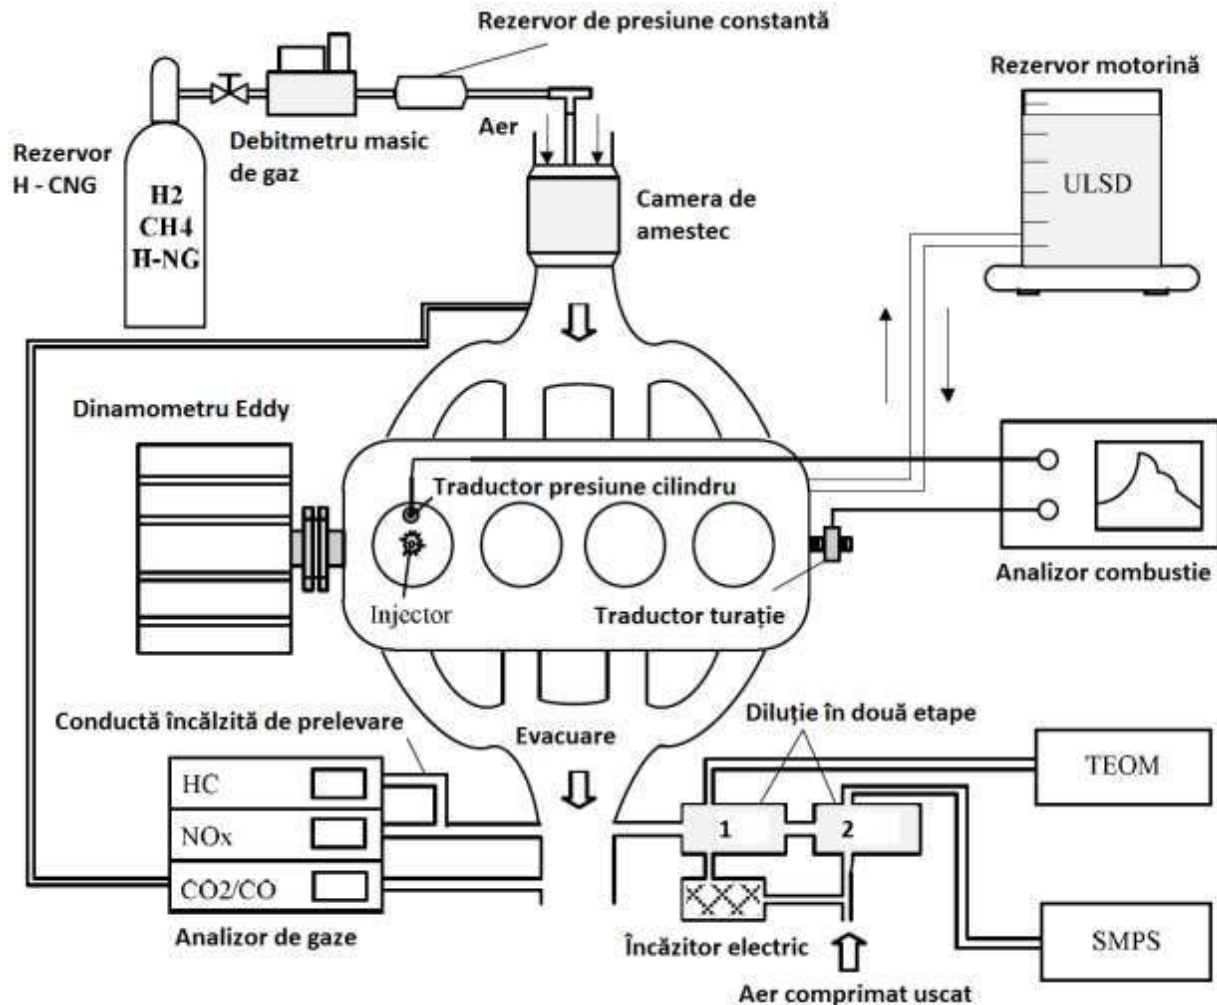 Rezervor de presiune constantă
Rezervor motorină
Debitmetru masic
de gaz
Aer
Rezervor
H - CNG
H2
CH4
H-NG
Camera de
amestec
ULSD
Dinamometru Eddy
Traductor presiune cilindru
Injector
Traductor turație
Analizor combustie
Conductă încălzită de prelevare
Evacuare
Diluție în două etape
HC
NOx
CO2/CO
Analizor de gaze
1
2
TEOM
Încăzitor electric
SMPS
Aer comprimat uscat